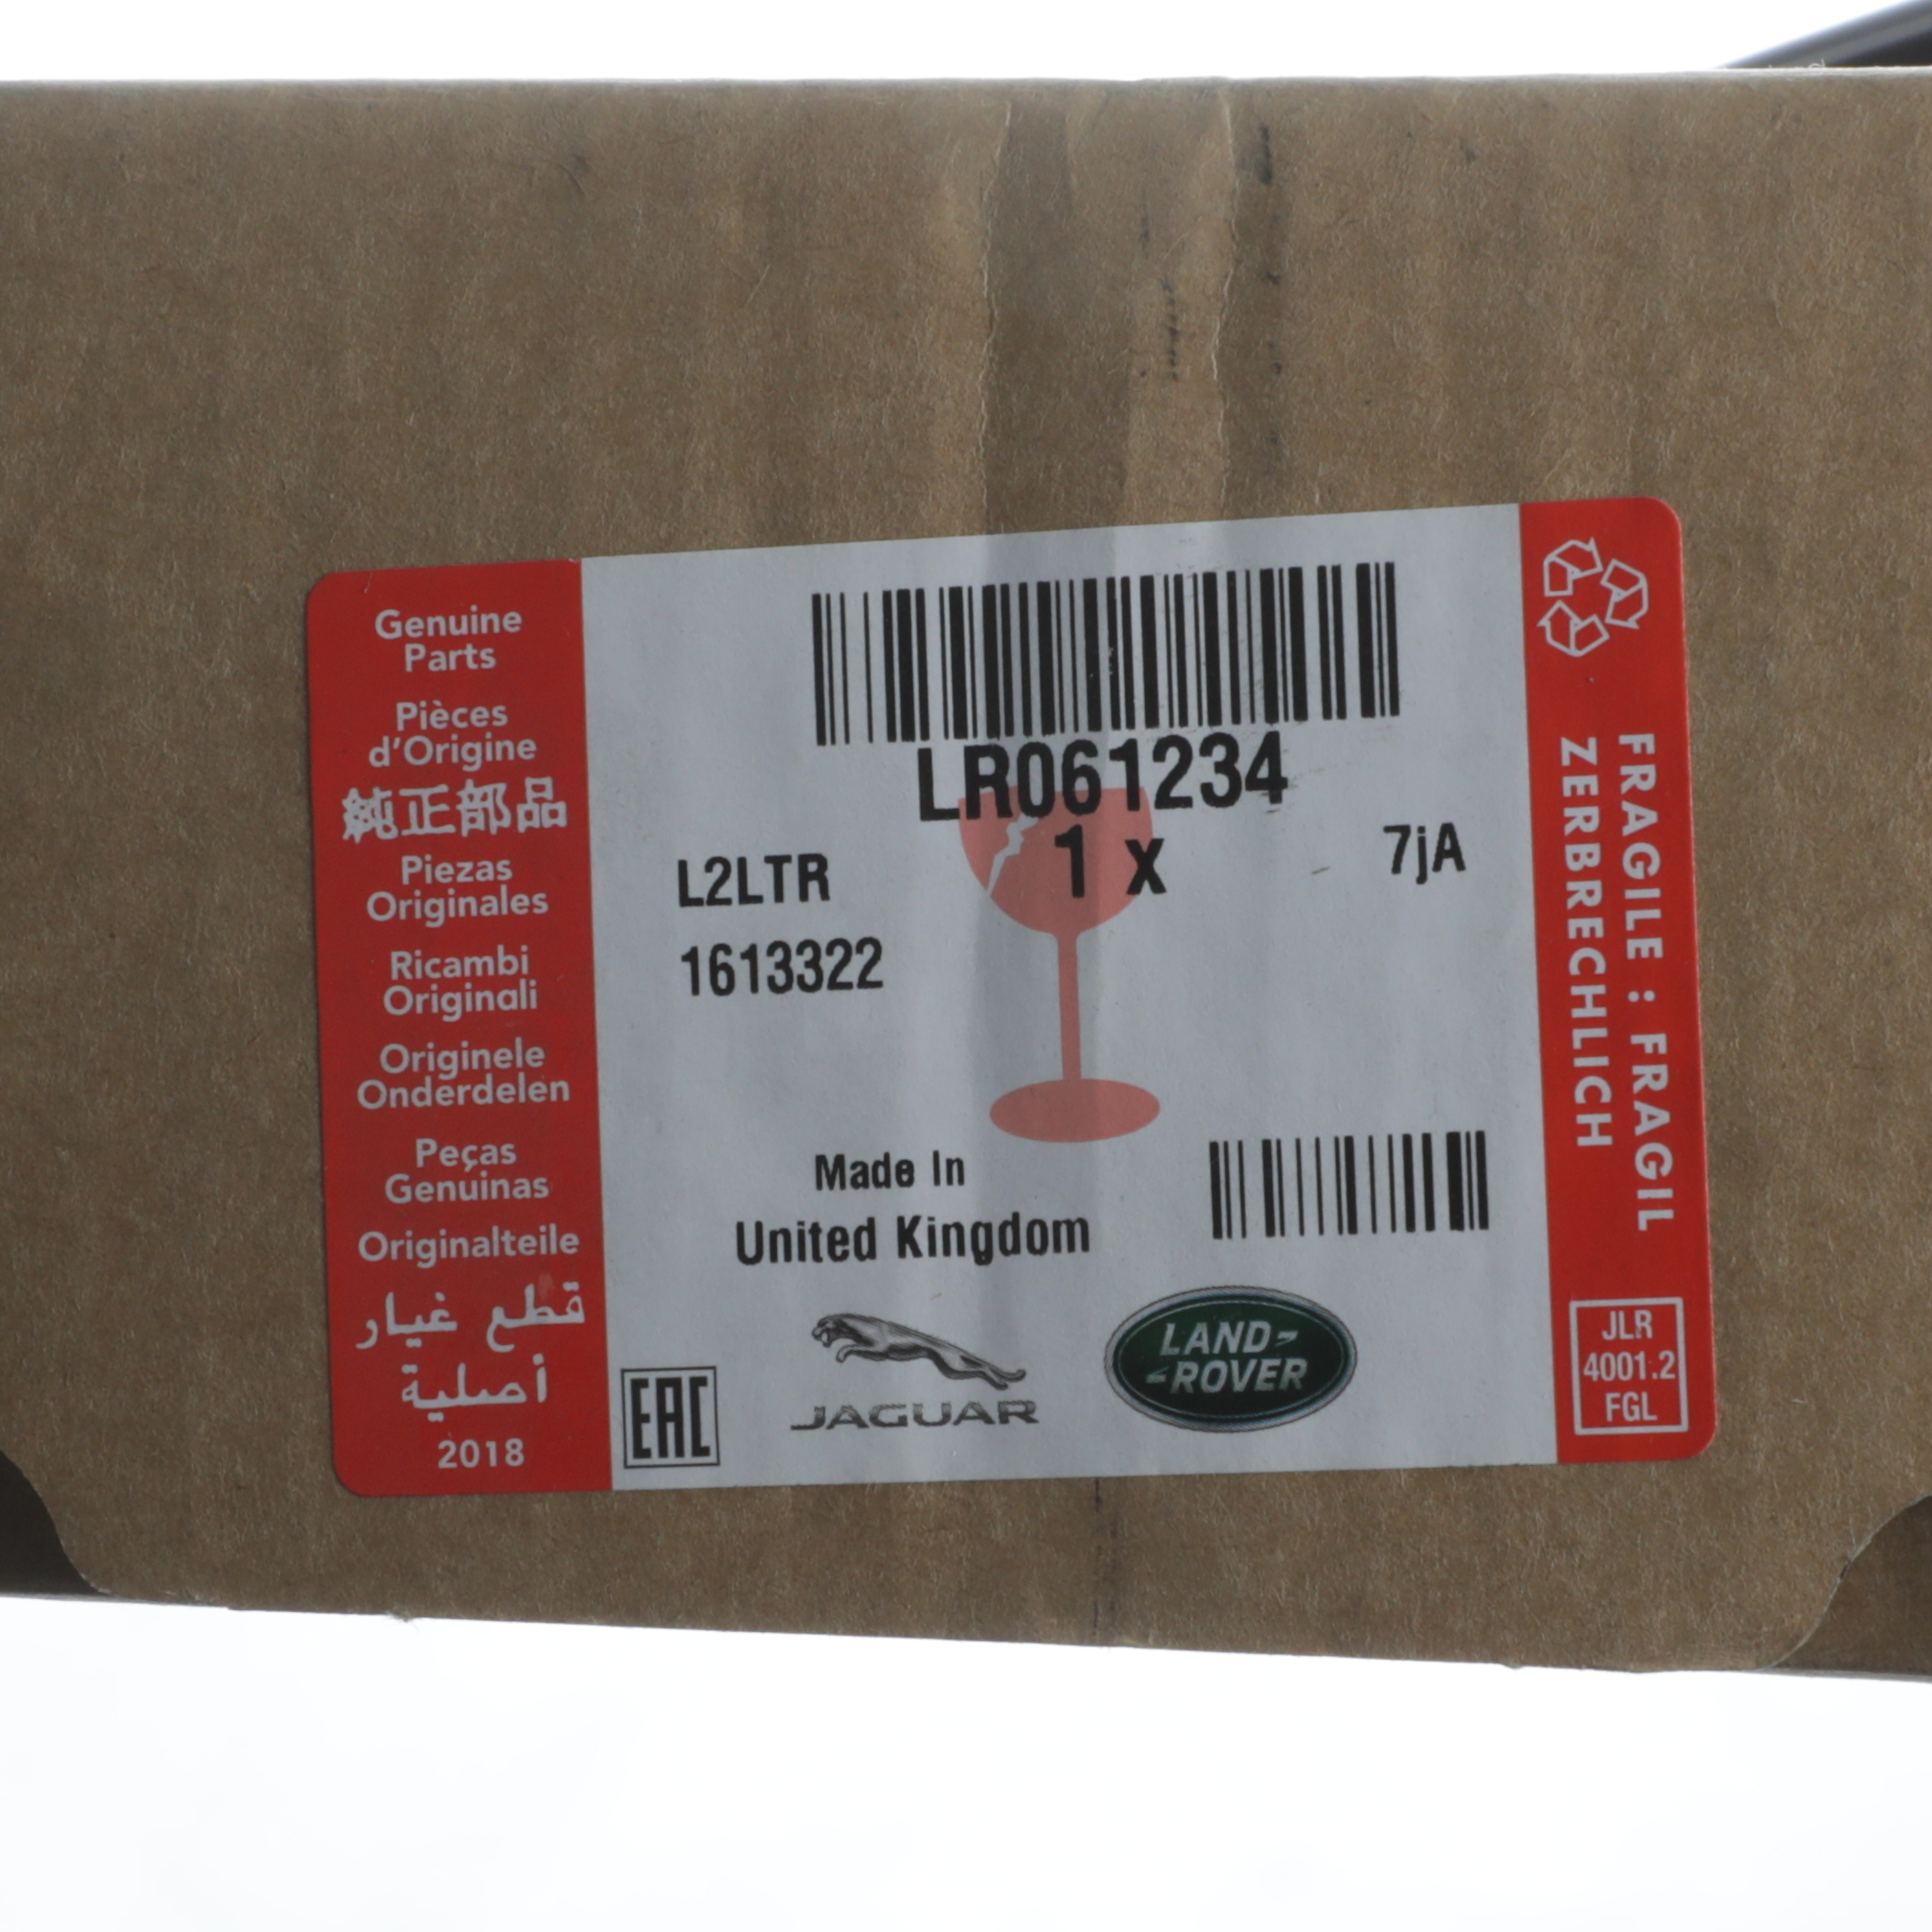 Genuine
Parts
Pièces
d'Origine
純正部品
Piezas
Originales
Ricambi
Originali
Originele
Onderdelen
Peças
Genuinas
Originalteile
قطع غيار
أصلية
2018
LR061234
1 x
L2LTR
7jA
1613322
Made In
United Kingdom
EAC
JAGUAR
LAND-
-ROVER
FRAGILE : FRAGIL
ZERBRECHLICH
JLR
4001.2
FGL